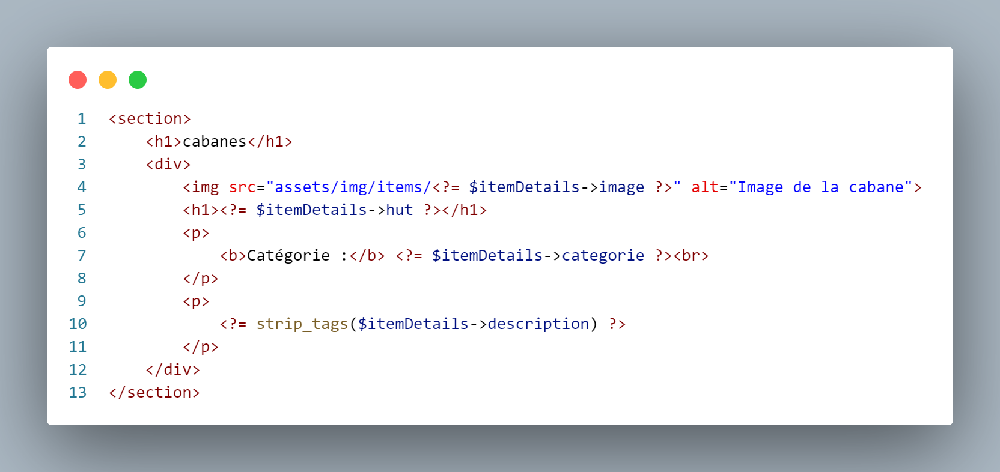 1 <section>
2     <h1>cabanes</h1>
3     <div>
4         <img src="assets/img/items/<?= $itemDetails->image ?>" alt="Image de la cabane">
5         <h1><?= $itemDetails->hut ?></h1>
6         <p>
7             <b>Catégorie :</b> <?= $itemDetails->categorie ?><br>
8         </p>
9         <p>
10             <?= strip_tags($itemDetails->description) ?>
11         </p>
12     </div>
13 </section>